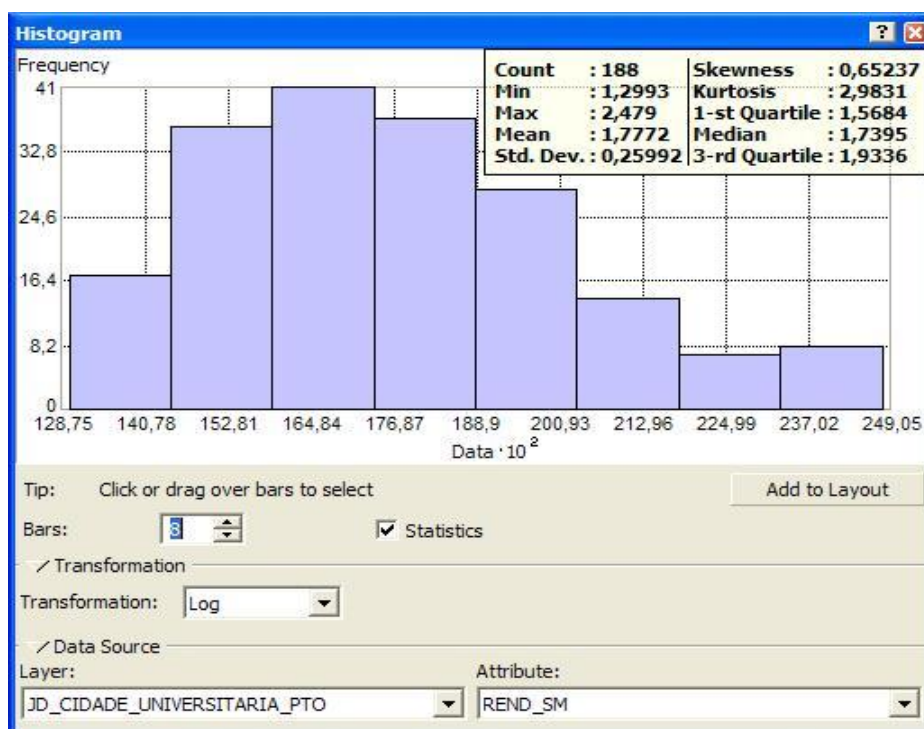 Histogram
Frequency
Count : 188 Skewness : 0,65237
Min : 1,2993 Kurtosis : 2,9831
Max : 2,479 1-st Quartile : 1,5684
Mean : 1,7772 Median : 1,7395
Std. Dev. : 0,25992 3-rd Quartile : 1,9336
41
32,8
24,6
16,4
8,2
0
128,75 140,78 152,81 164,84 176,87 188,9 200,93 212,96 224,99 237,02 249,05
Data · 10²
Tip: Click or drag over bars to select
Add to Layout
Bars: 8 Statistics
Transformation
Transformation: Log
Data Source
Layer: Attribute:
JD_CIDADE_UNIVERSITARIA_PTO REND_SM